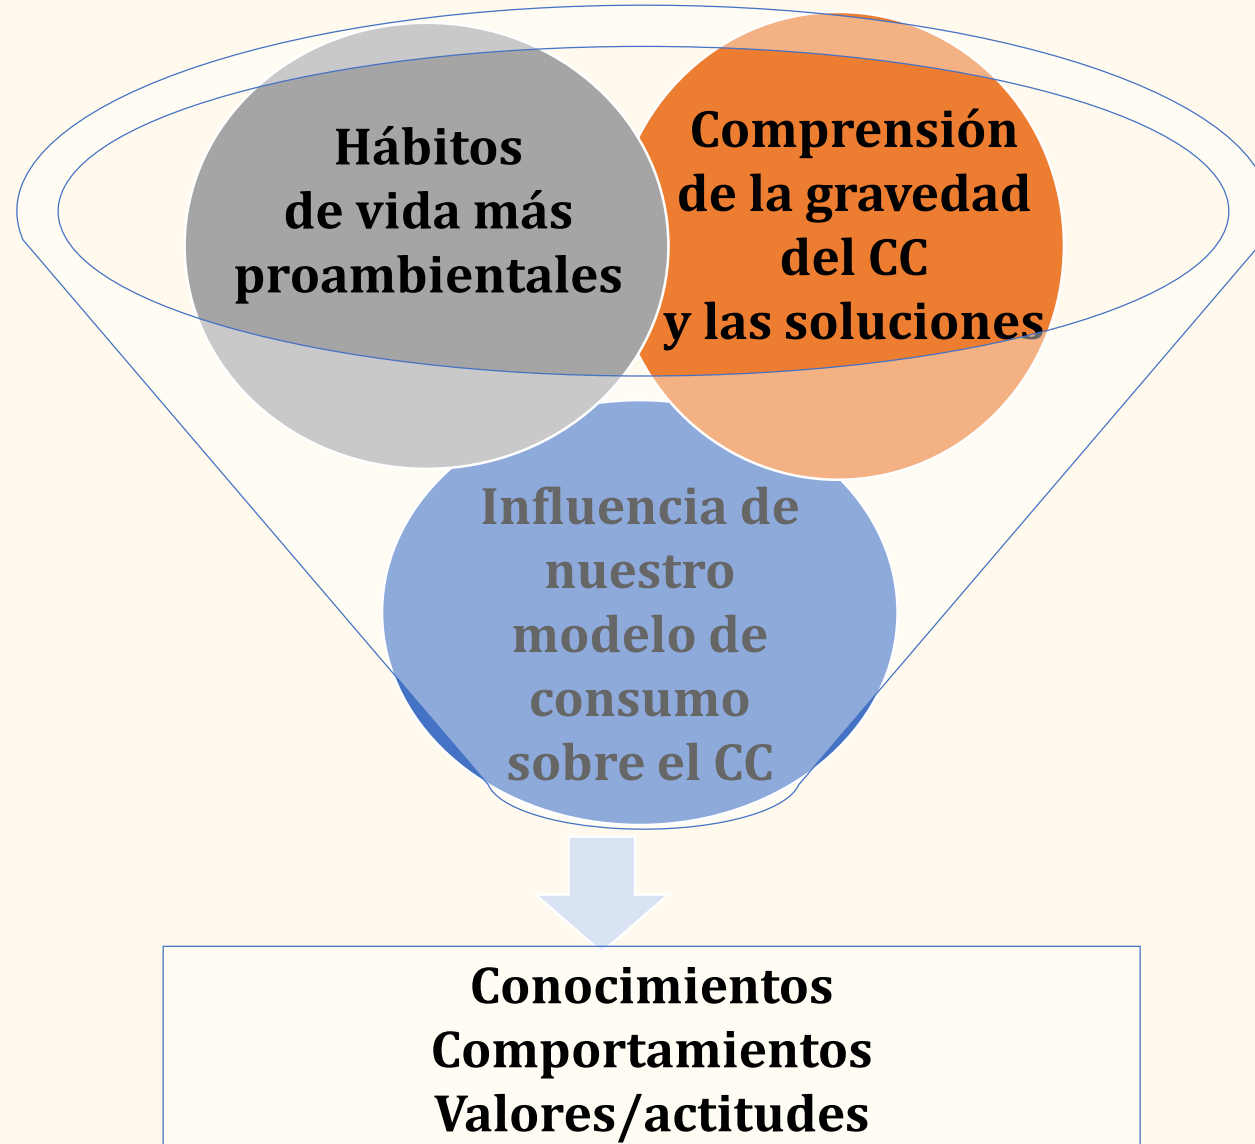 Hábitos
de vida más
proambientales
Comprensión
de la gravedad
del CC
y las soluciones
Influencia de
nuestro
modelo de
consumo
sobre el CC
Conocimientos
Comportamientos
Valores/actitudes